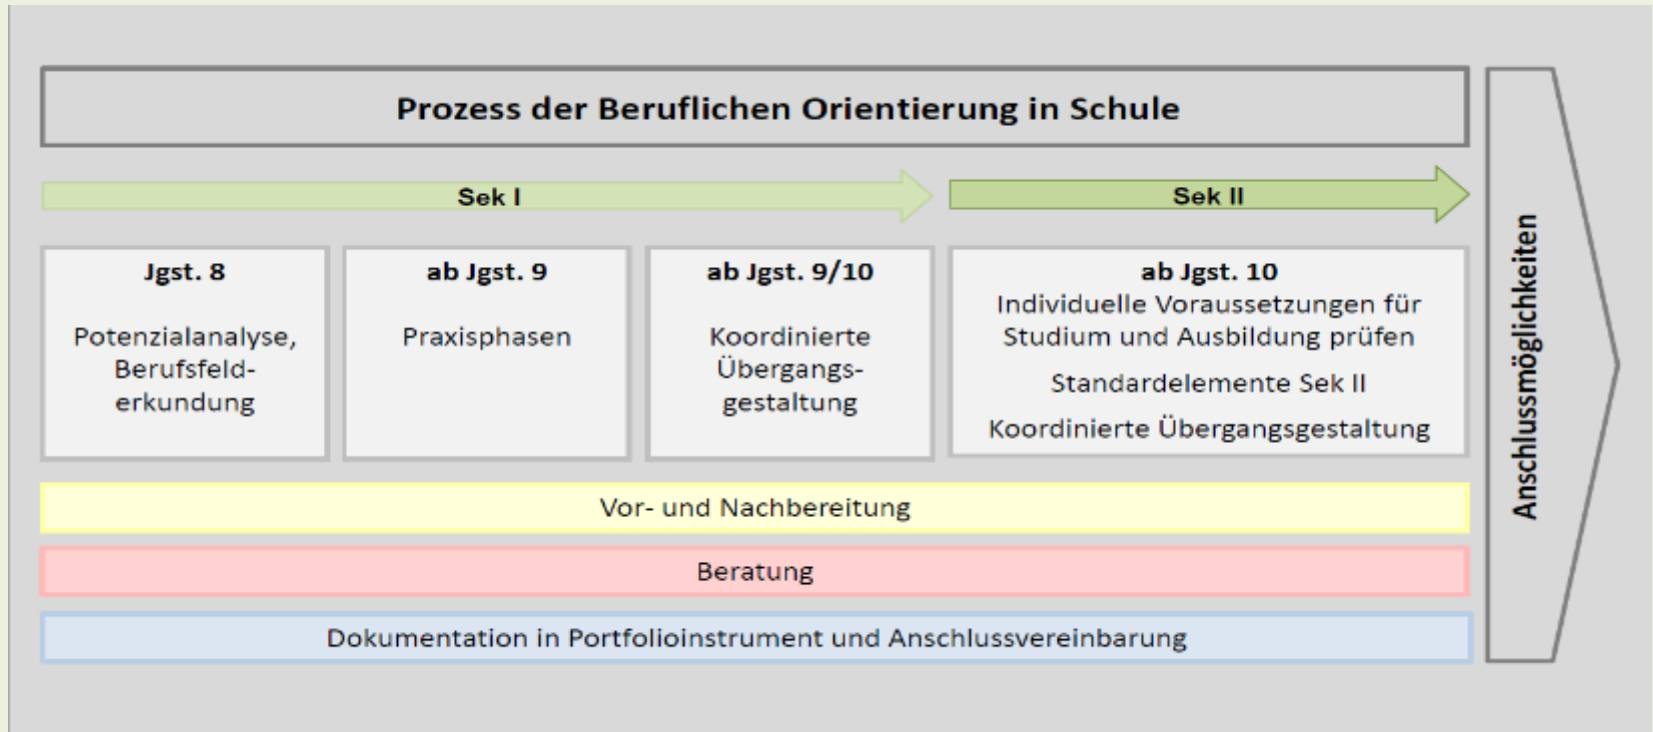 Prozess der Beruflichen Orientierung in Schule
Sek I
Sek II
Jgst. 8
Potenzialanalyse,
Berufsfeld-
erkundung
ab Jgst. 9
Praxisphasen
ab Jgst. 9/10
Koordinierte
Übergangs-
gestaltung
ab Jgst. 10
Individuelle Voraussetzungen für
Studium und Ausbildung prüfen
Standardelemente Sek II
Koordinierte Übergangsgestaltung
Vor- und Nachbereitung
Beratung
Dokumentation in Portfolioinstrument und Anschlussvereinbarung
Anschlussmöglichkeiten